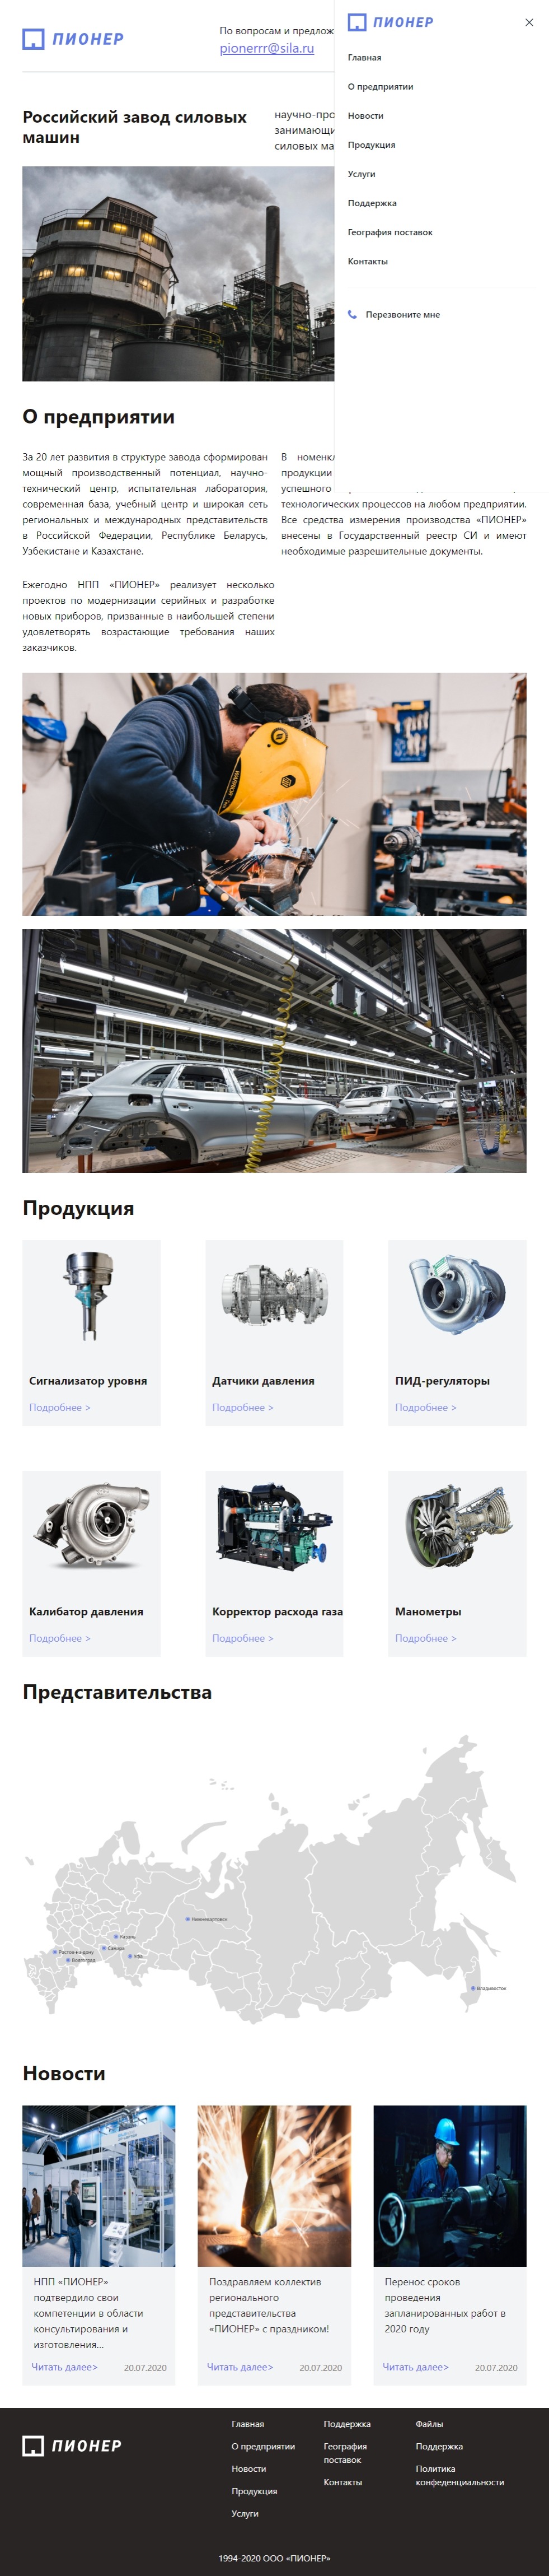 ПИОНЕР
По вопросам и предлож
pionerrr@sila.ru
ПИОНЕР
Главная
О предприятии
Новости
Продукция
Услуги
Поддержка
География поставок
Контакты
Перезвоните мне
Российский завод силовых
машин
научно-про
занимающи
силовых ма
О предприятии
За 20 лет развития в структуре завода сформирован
мощный производственный потенциал, научно-
технический центр, испытательная лаборатория,
современная база, учебный центр и широкая сеть
региональных и международных представительств
в Российской Федерации, Республике Беларусь,
Узбекистане и Казахстане.
Ежегодно НПП «ПИОНЕР» реализует несколько
проектов по модернизации серийных и разработке
новых приборов, призванные в наибольшей степени
удовлетворять возрастающие требования наших
заказчиков.
В номенкл
продукции
успешного
технологических процессов на любом предприятии.
Все средства измерения производства «ПИОНЕР»
внесены в Государственный реестр СИ и имеют
необходимые разрешительные документы.
Продукция
Сигнализатор уровня
Подробнее >
Датчики давления
Подробнее >
ПИД-регуляторы
Подробнее >
Калибатор давления
Подробнее >
Корректор расхода газа
Подробнее >
Манометры
Подробнее >
Представительства
Нижневартовск
Казань
Самара
Уфа
Ростов-на-дону
Волгоград
Владивосток
Новости
НПП «ПИОНЕР»
подтвердило свои
компетенции в области
консультирования и
изготовления...
Читать далее>
20.07.2020
Поздравляем коллектив
регионального
представительства
«ПИОНЕР» с праздником!
Читать далее>
20.07.2020
Перенос сроков
проведения
запланированных работ в
2020 году
Читать далее>
20.07.2020
ПИОНЕР
Главная
О предприятии
Новости
Продукция
Услуги
Поддержка
География
поставок
Контакты
Файлы
Поддержка
Политика
конфеденциальности
1994-2020 ООО «ПИОНЕР»